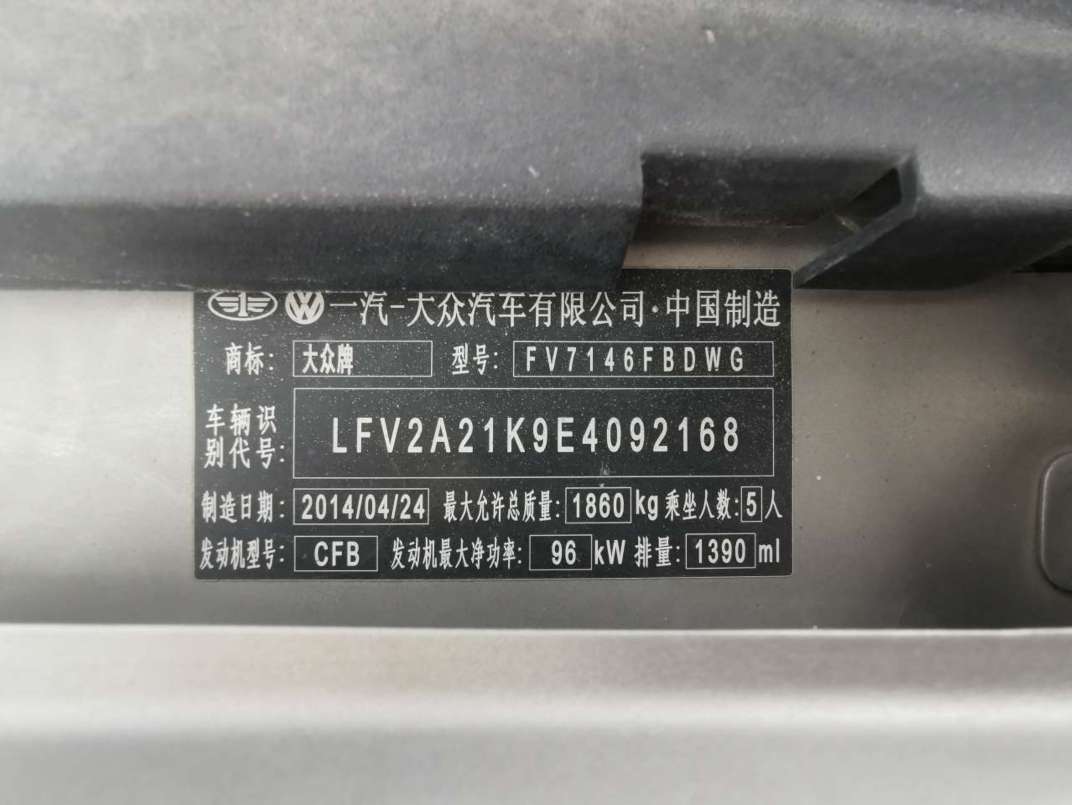 一汽-大众汽车有限公司·中国制造
商标: 大众牌 型号: FV7146FBDWG
车辆识别代号: LFV2A21K9E4092168
制造日期: 2014/04/24 最大允许总质量: 1860 kg 乘坐人数: 5 人
发动机型号: CFB 发动机最大净功率: 96 kW 排量: 1390 ml